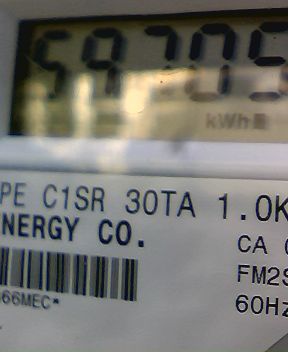 59705
kWh
PE C1SR 30TA 1.0K
NERGY CO.
CA
FM2S
60Hz
66MEC*